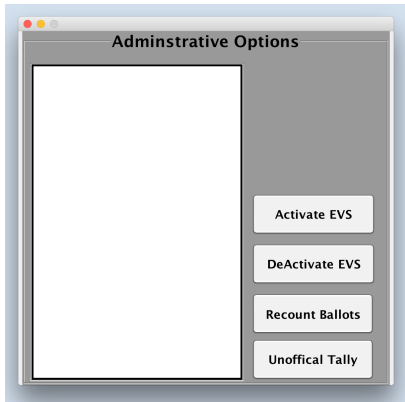 Adminstrative Options
Activate EVS
DeActivate EVS
Recount Ballots
Unoffical Tally